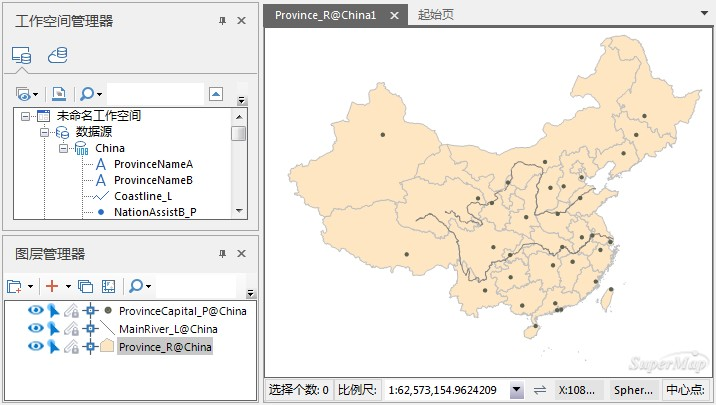 工作空间管理器
未命名工作空间
数据源
China
ProvinceNameA
ProvinceNameB
Coastline_L
NationAssistB_P
图层管理器
ProvinceCapital_P@China
MainRiver_L@China
Province_R@China
Province_R@China1
起始页
SuperMap
选择个数: 0 比例尺: 1:62,573,154.9624209 X:108... Spher... 中心点: